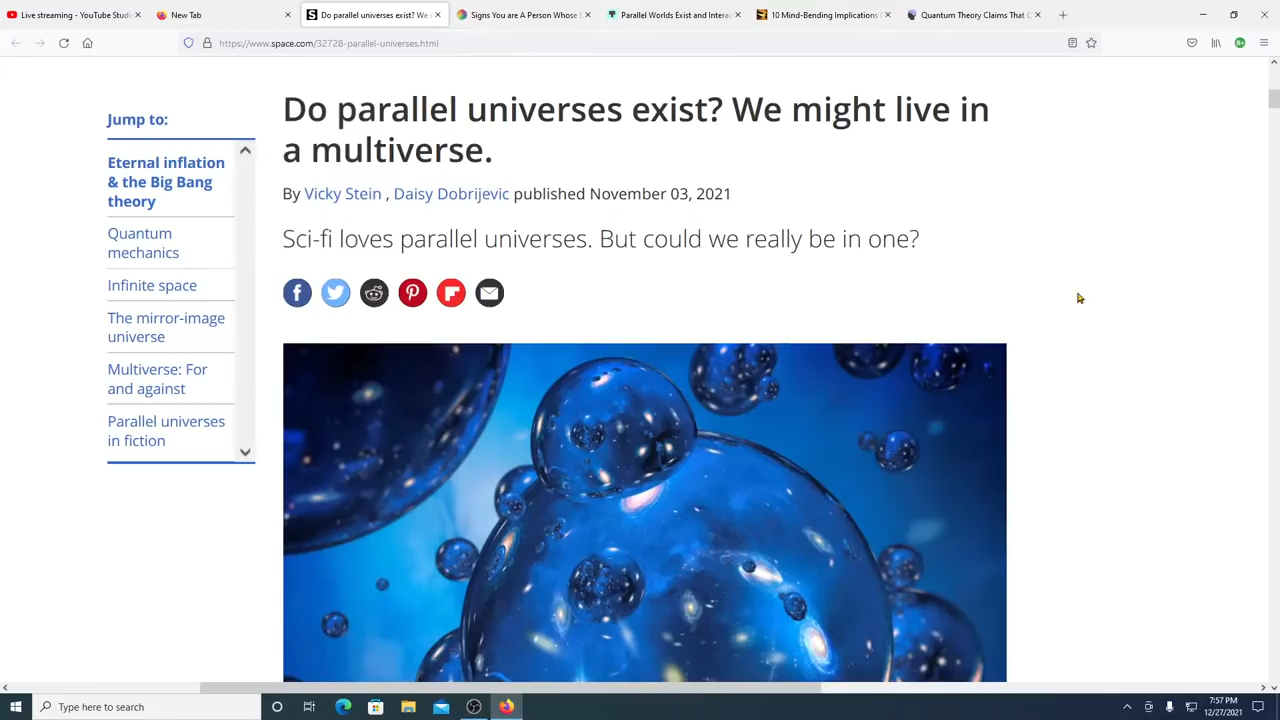 Live streaming - YouTube Studio
New Tab
Do parallel universes exist? We m
Signs You are A Person Whose L
Parallel Worlds Exist and Interac
10 Mind-Bending Implications
Quantum Theory Claims That C
https://www.space.com/32728-parallel-universes.html
Jump to:
Eternal inflation
& the Big Bang
theory
Quantum
mechanics
Infinite space
The mirror-image
universe
Multiverse: For
and against
Parallel universes
in fiction
Do parallel universes exist? We might live in
a multiverse.
By Vicky Stein , Daisy Dobrijevic published November 03, 2021
Sci-fi loves parallel universes. But could we really be in one?
Type here to search
7:57 PM
12/27/2021